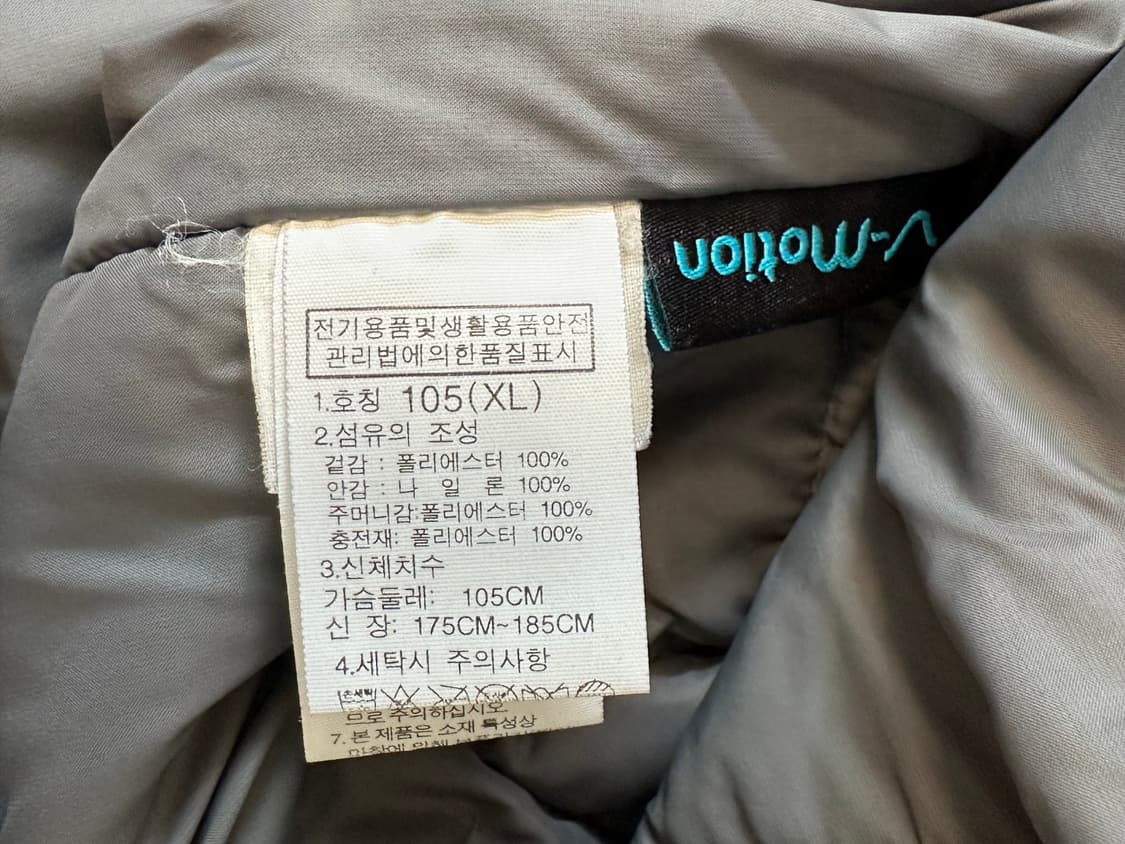 전기용품및생활용품안전
관리법에의한품질표시
1.호칭 105(XL)
2.섬유의 조성
겉감 : 폴리에스터 100%
안감 : 나 일 론 100%
주머니감:폴리에스터 100%
충전재: 폴리에스터 100%
3.신체치수
가슴둘레: 105CM
신 장: 175CM~185CM
4.세탁시 주의사항
손세탁
므로 주의하십시오
7. 본 제품은 소재 특성상
V-Motion